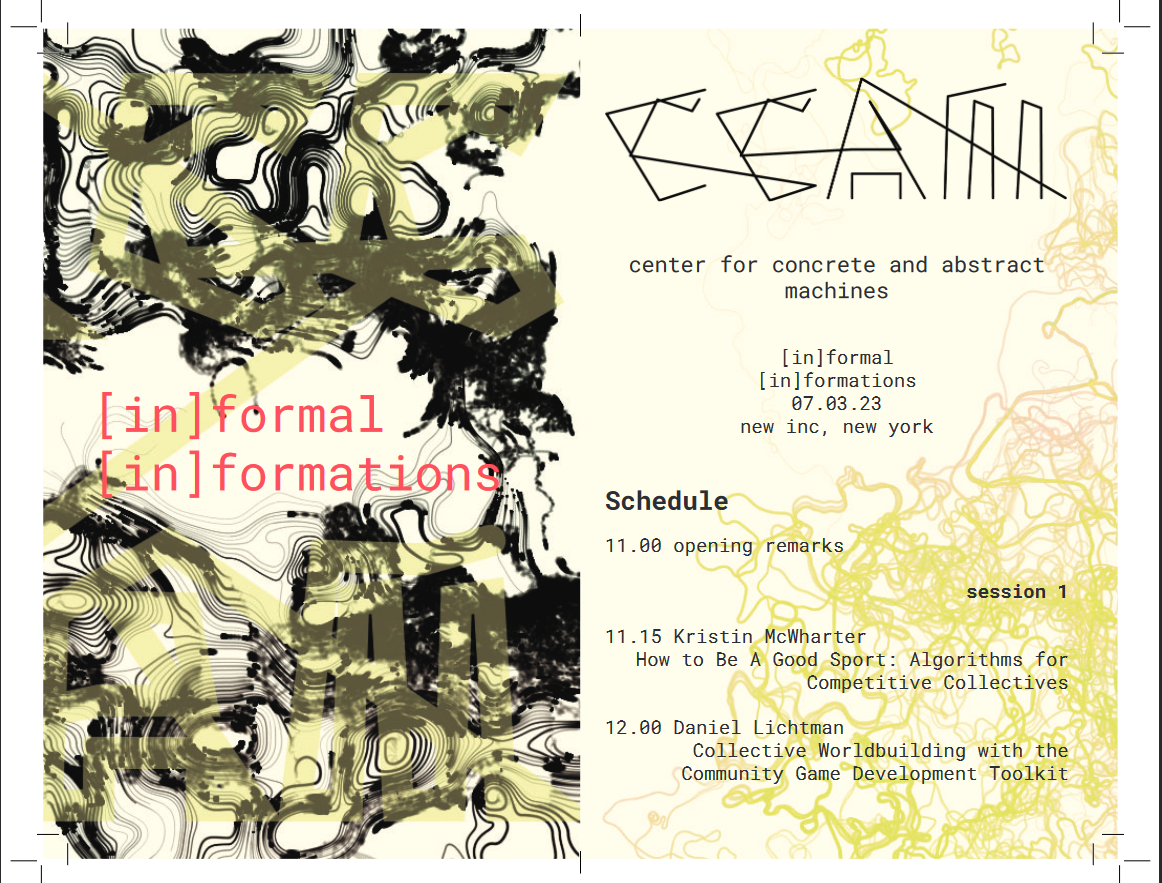 [in]formal
[in]formations
CCAM
center for concrete and abstract
machines
[in]formal
[in]formations
07.03.23
new inc, new york
Schedule
11.00 opening remarks
session 1
11.15 Kristin McWharter
How to Be A Good Sport: Algorithms for
Competitive Collectives
12.00 Daniel Lichtman
Collective Worldbuilding with the
Community Game Development Toolkit